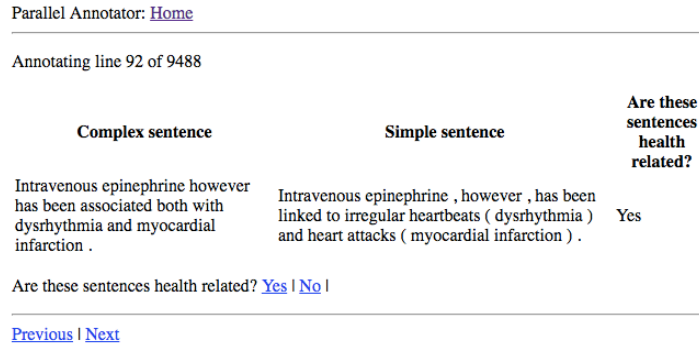 Parallel Annotator: Home
Annotating line 92 of 9488
Complex sentence
Simple sentence
Are these
sentences
health
related?
Intravenous epinephrine however
has been associated both with
dysrhythmia and myocardial
infarction .
Intravenous epinephrine , however , has been
linked to irregular heartbeats ( dysrhythmia )
and heart attacks ( myocardial infarction ) .
Yes
Are these sentences health related? Yes | No |
Previous | Next